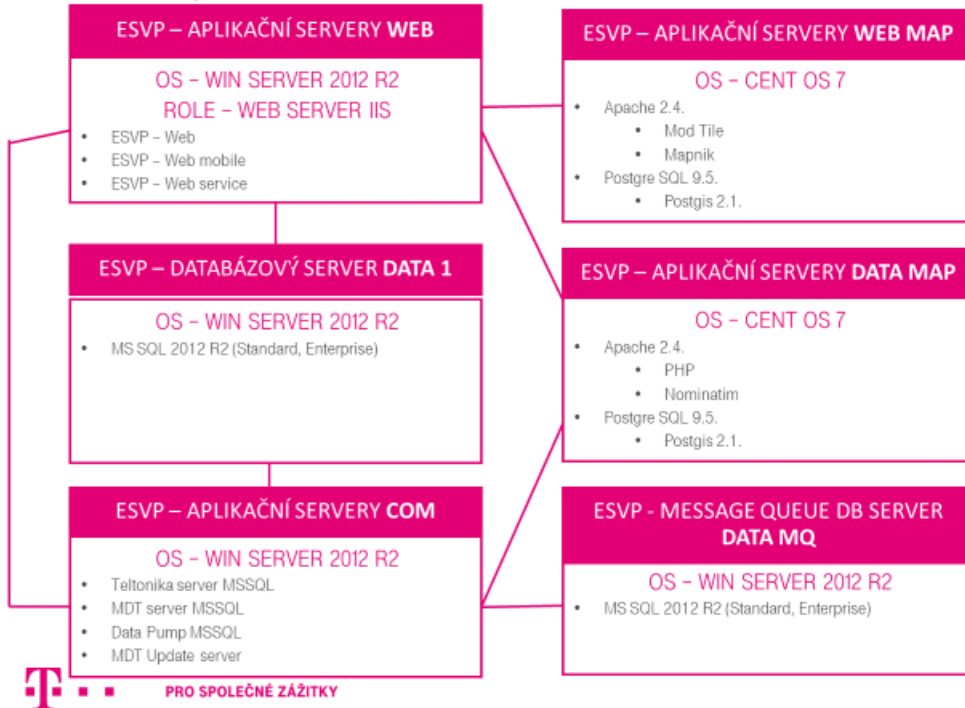 ESVP – APLIKAČNÍ SERVERY WEB
OS – WIN SERVER 2012 R2
ROLE – WEB SERVER IIS
• ESVP – Web
• ESVP – Web mobile
• ESVP – Web service
ESVP – DATABÁZOVÝ SERVER DATA 1
OS – WIN SERVER 2012 R2
• MS SQL 2012 R2 (Standard, Enterprise)
ESVP – APLIKAČNÍ SERVERY COM
OS – WIN SERVER 2012 R2
• Teltonika server MSSQL
• MDT server MSSQL
• Data Pump MSSQL
• MDT Update server
ESVP – APLIKAČNÍ SERVERY WEB MAP
OS – CENT OS 7
• Apache 2.4.
• Mod Tile
• Mapnik
• Postgre SQL 9.5.
• Postgis 2.1.
ESVP – APLIKAČNÍ SERVERY DATA MAP
OS – CENT OS 7
• Apache 2.4.
• PHP
• Nominatim
• Postgre SQL 9.5.
• Postgis 2.1.
ESVP - MESSAGE QUEUE DB SERVER
DATA MQ
OS – WIN SERVER 2012 R2
• MS SQL 2012 R2 (Standard, Enterprise)
T
PRO SPOLEČNÉ ZÁŽITKY